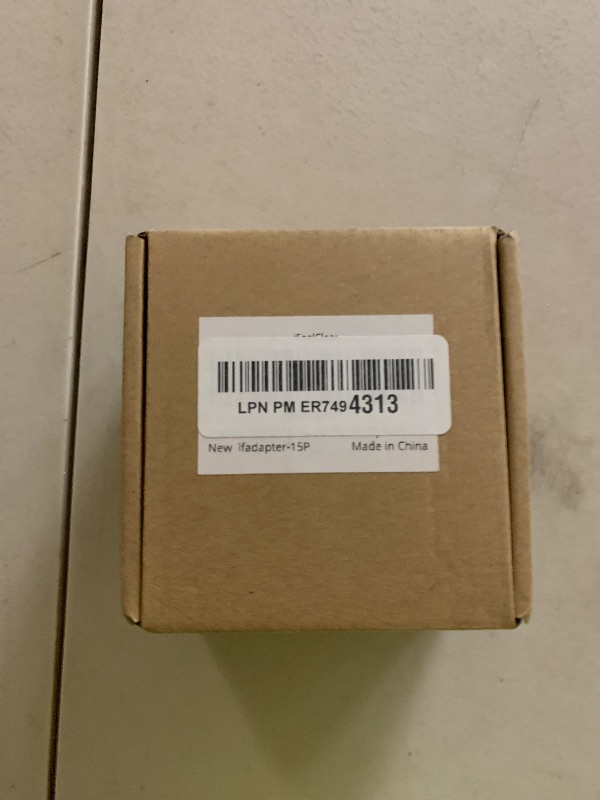 LPN PM ER7494313
New Ifadapter-15P Made in China